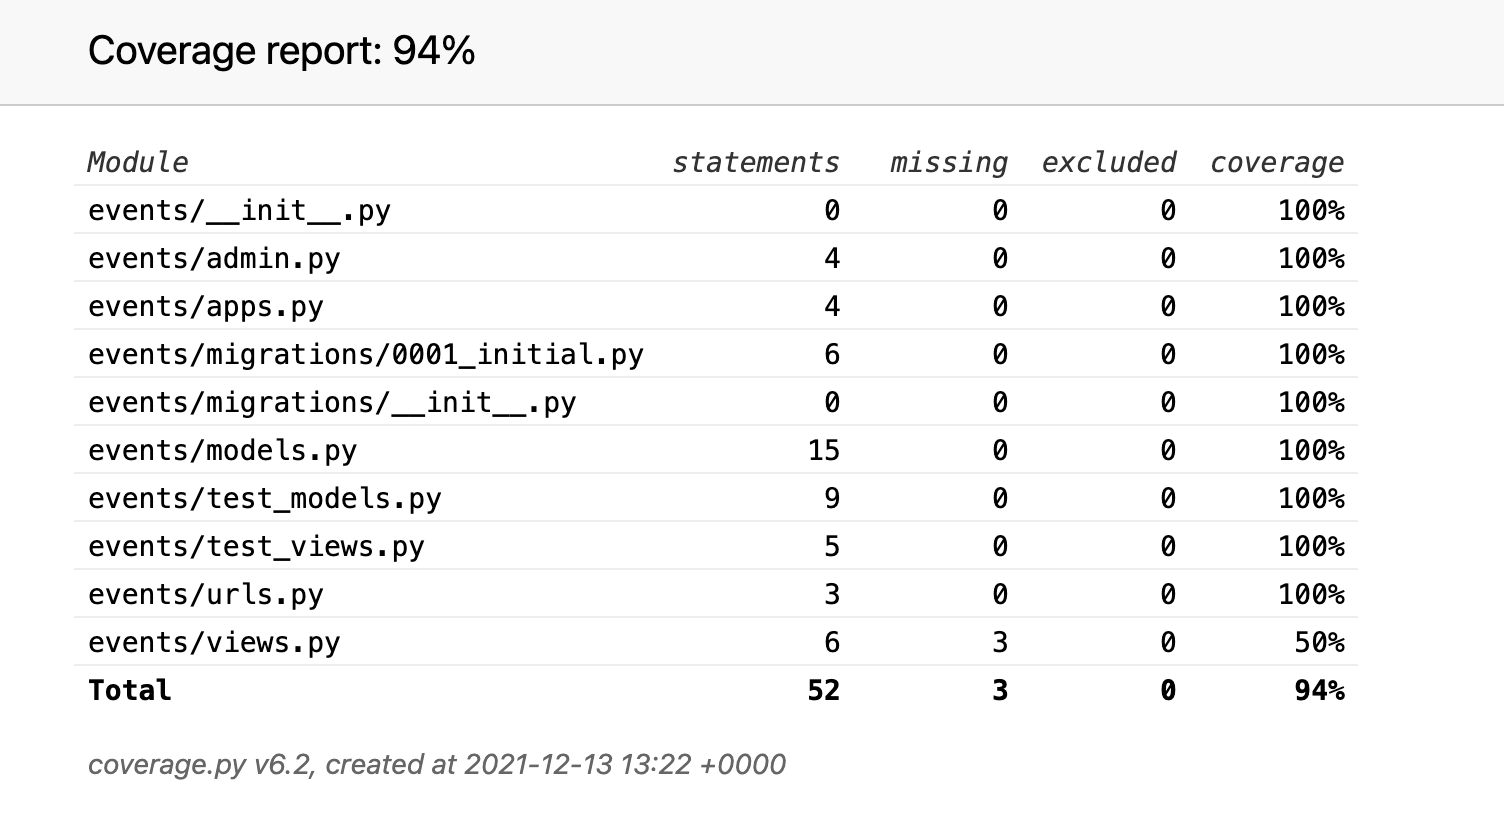 Coverage report: 94%
Module statements missing excluded coverage
events/__init__.py 0 0 0 100%
events/admin.py 4 0 0 100%
events/apps.py 4 0 0 100%
events/migrations/0001_initial.py 6 0 0 100%
events/migrations/__init__.py 0 0 0 100%
events/models.py 15 0 0 100%
events/test_models.py 9 0 0 100%
events/test_views.py 5 0 0 100%
events/urls.py 3 0 0 100%
events/views.py 6 3 0 50%
Total 52 3 0 94%
coverage.py v6.2, created at 2021-12-13 13:22 +0000